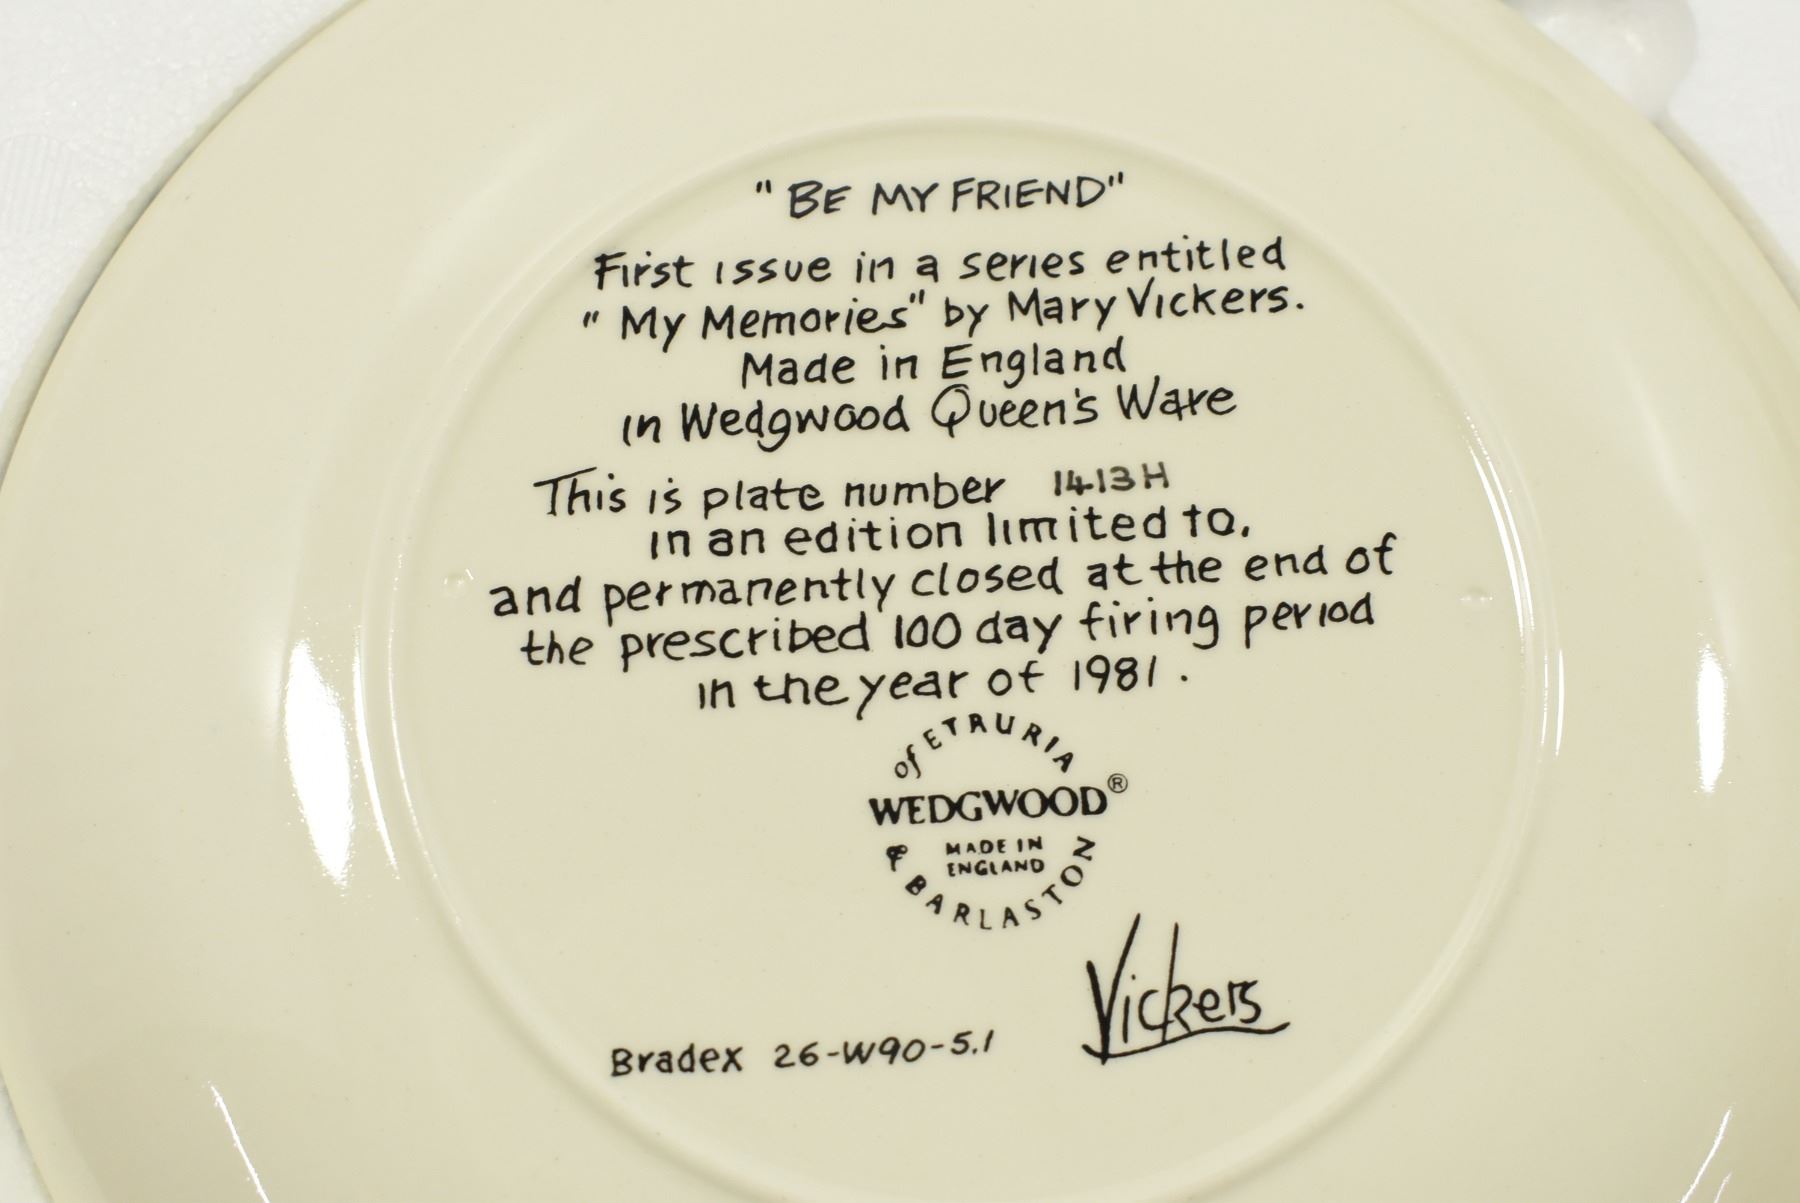 "BE MY FRIEND"
First issue in a series entitled
"My Memories" by Mary Vickers.
Made in England
in Wedgwood Queen's Ware
This is plate number 1413H
in an edition limited to,
and permanently closed at the end of
the prescribed 100 day firing period
in the year of 1981.
of ETRURIA
WEDGWOOD®
MADE IN
ENGLAND
& BARLASTON
Vickers
Bradex 26-W90-5.1